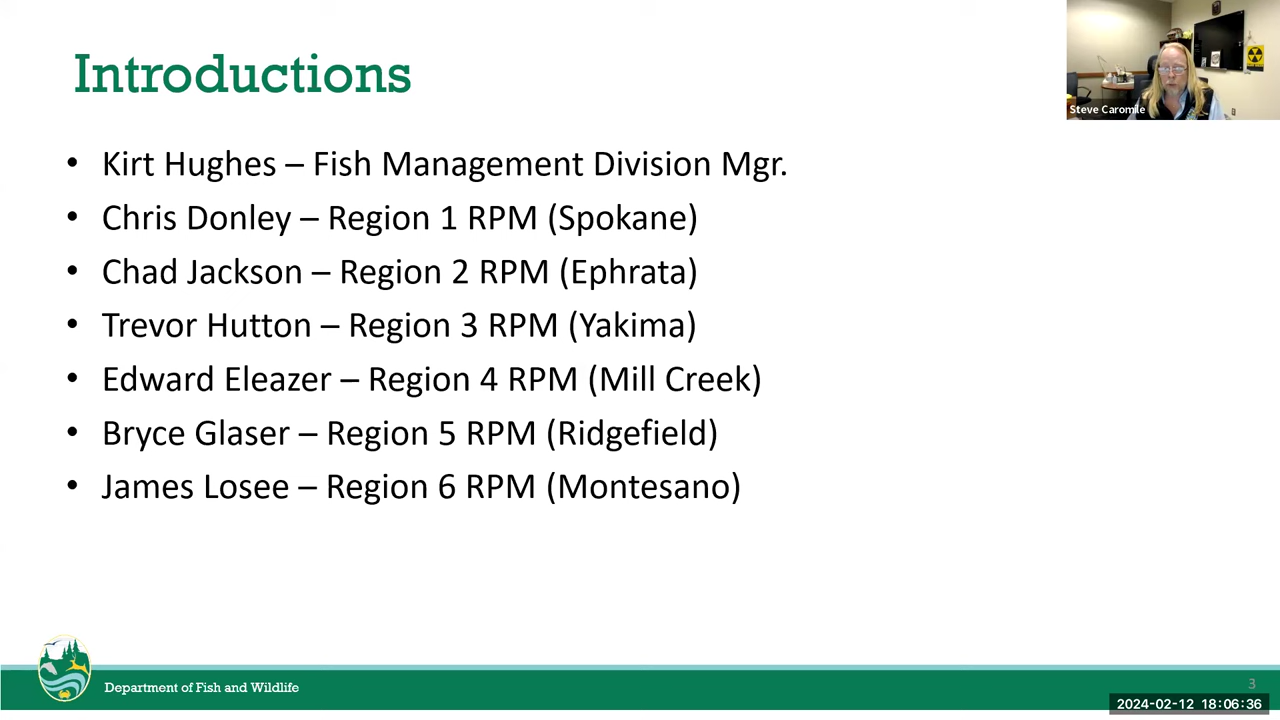 Introductions
Steve Caromile
• Kirt Hughes – Fish Management Division Mgr.
• Chris Donley – Region 1 RPM (Spokane)
• Chad Jackson – Region 2 RPM (Ephrata)
• Trevor Hutton – Region 3 RPM (Yakima)
• Edward Eleazer – Region 4 RPM (Mill Creek)
• Bryce Glaser – Region 5 RPM (Ridgefield)
• James Losee – Region 6 RPM (Montesano)
Department of Fish and Wildlife
3
2024-02-12 18:06:36